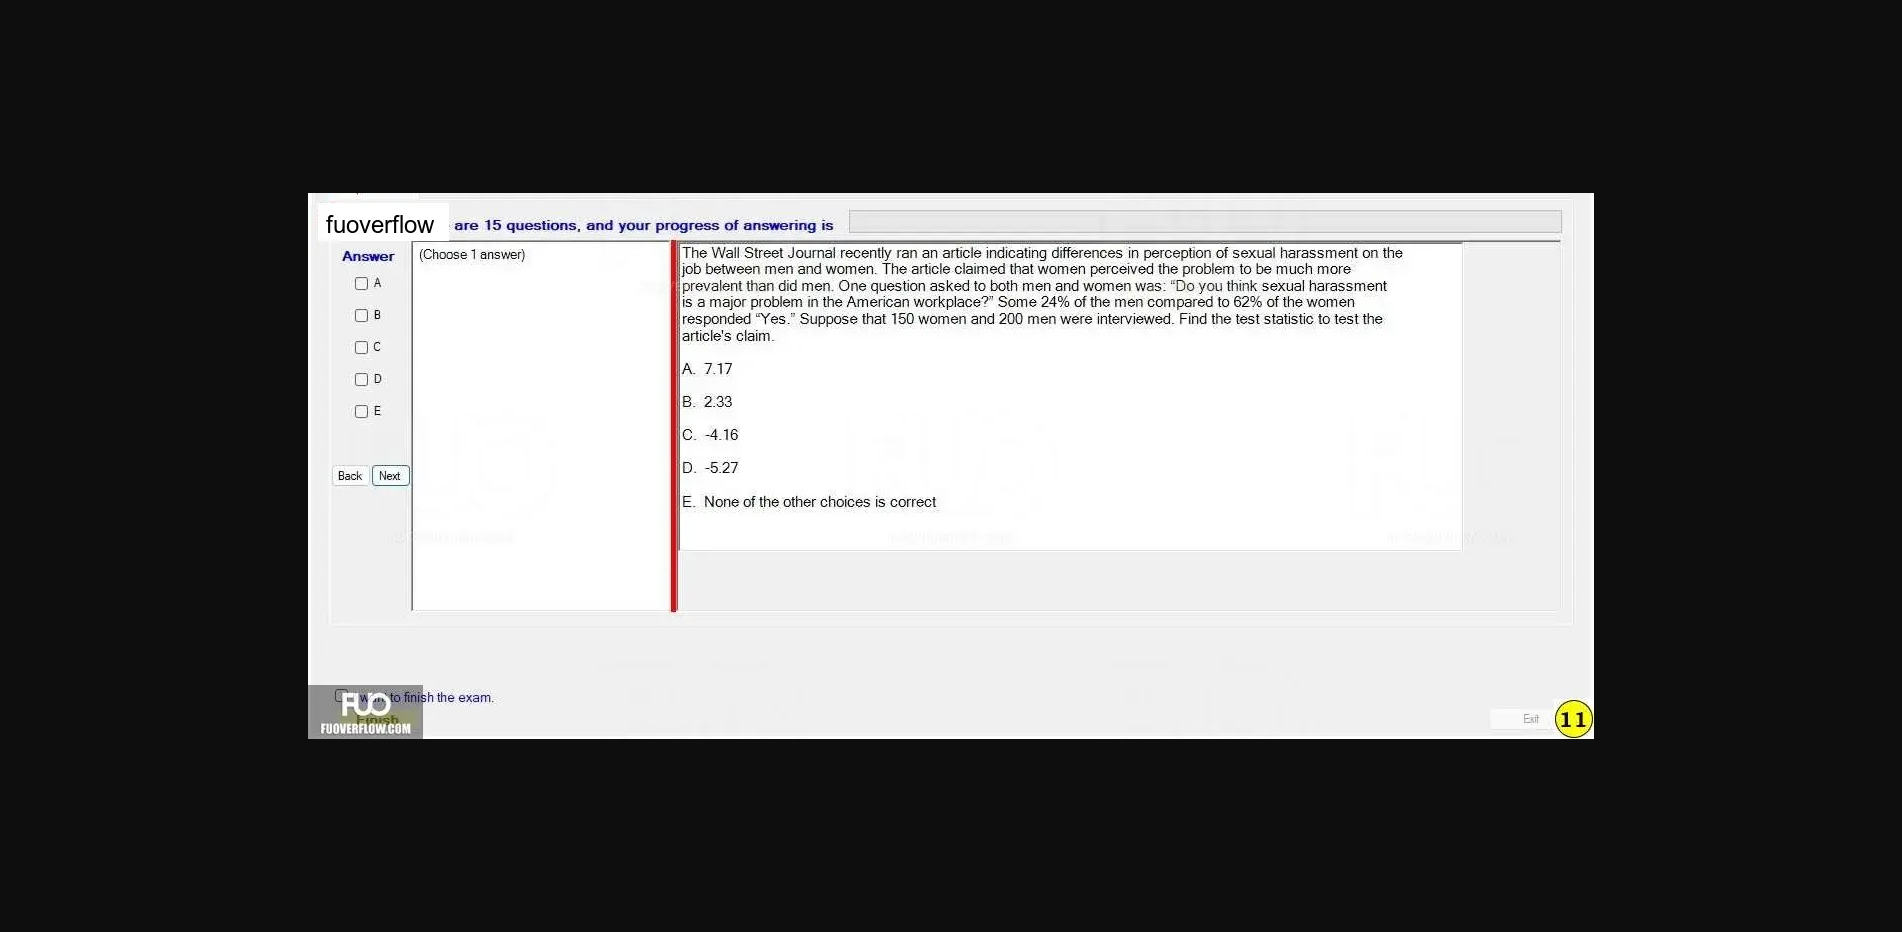 fuoverflow are 15 questions, and your progress of answering is
Answer
(Choose 1 answer)
A
B
C
D
E
Back Next
The Wall Street Journal recently ran an article indicating differences in perception of sexual harassment on the
job between men and women. The article claimed that women perceived the problem to be much more
prevalent than did men. One question asked to both men and women was: “Do you think sexual harassment
is a major problem in the American workplace?” Some 24% of the men compared to 62% of the women
responded “Yes.” Suppose that 150 women and 200 men were interviewed. Find the test statistic to test the
article's claim.
A. 7.17
B. 2.33
C. -4.16
D. -5.27
E. None of the other choices is correct
want to finish the exam.
Finish
FUO
FUOVERFLOW.COM
Exit
11